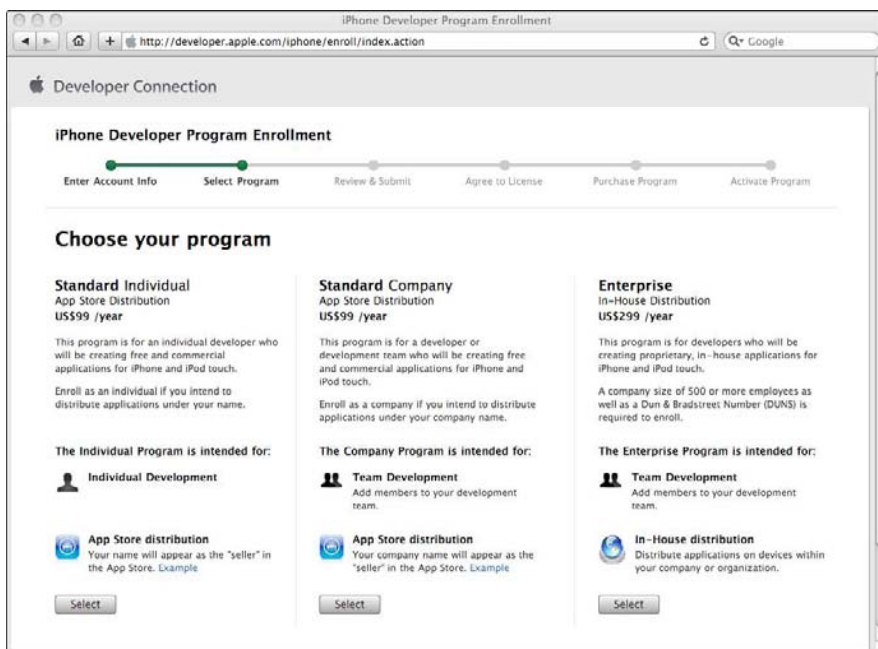 iPhone Developer Program Enrollment
http://developer.apple.com/iphone/enroll/index.action
Google
Developer Connection
iPhone Developer Program Enrollment
Enter Account Info
Select Program
Review & Submit
Agree to License
Purchase Program
Activate Program
Choose your program
Standard Individual
App Store Distribution
US$99 /year
This program is for an individual developer who
will be creating free and commercial
applications for iPhone and iPod touch.
Enroll as an individual if you intend to
distribute applications under your name.
The Individual Program is intended for:
Individual Development
App Store distribution
Your name will appear as the "seller" in
the App Store. Example
Select
Standard Company
App Store Distribution
US$99 /year
This program is for a developer or
development team who will be creating free
and commercial applications for iPhone and
iPod touch.
Enroll as a company if you intend to distribute
applications under your company name.
The Company Program is intended for:
Team Development
Add members to your development
team.
App Store distribution
Your company name will appear as the
"seller" in the App Store. Example
Select
Enterprise
In-House Distribution
US$299 /year
This program is for developers who will be
creating proprietary, in-house applications for
iPhone and iPod touch.
A company size of 500 or more employees as
well as a Dun & Bradstreet Number (DUNS) is
required to enroll.
The Enterprise Program is intended for:
Team Development
Add members to your development
team.
In-House distribution
Distribute applications on devices within
your company or organization.
Select